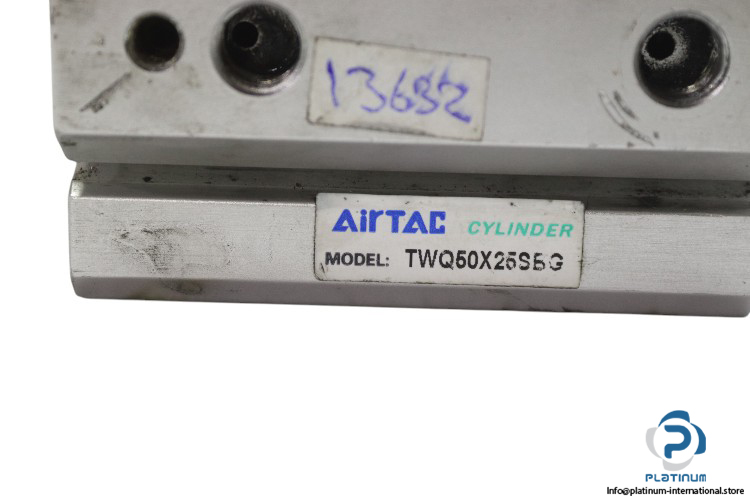 13682
AirTAC CYLINDER
MODEL: TWQ50X25SBG
PLATINUM
Info@platinum-international.store